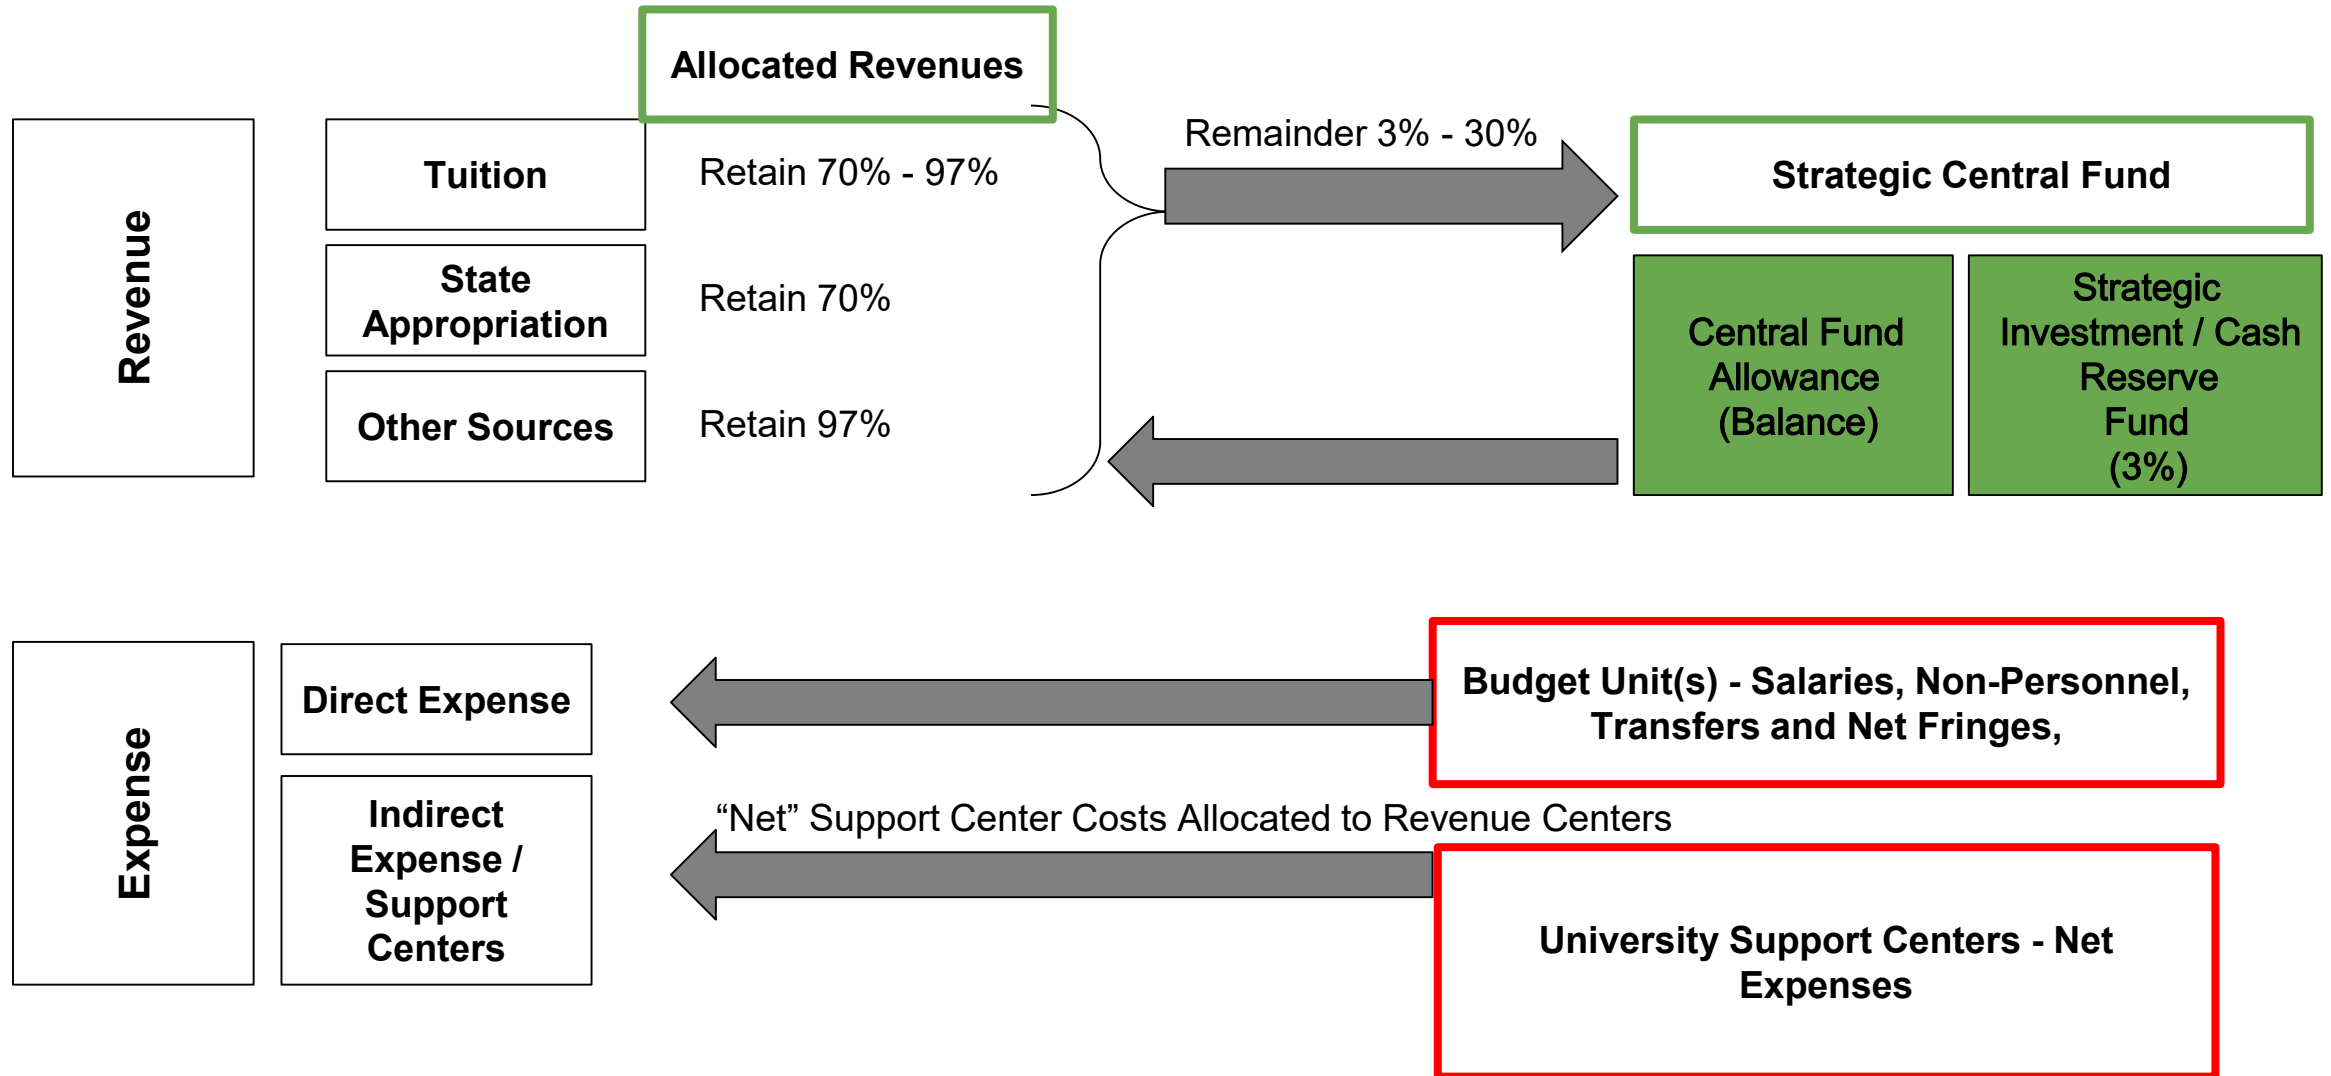 Allocated Revenues
Revenue
Tuition
Retain 70% - 97%
Remainder 3% - 30%
Strategic Central Fund
State
Appropriation
Retain 70%
Other Sources
Retain 97%
Central Fund
Allowance
(Balance)
Strategic
Investment / Cash
Reserve
Fund
(3%)
Expense
Direct Expense
Budget Unit(s) - Salaries, Non-Personnel,
Transfers and Net Fringes,
Indirect
Expense /
Support
Centers
“Net” Support Center Costs Allocated to Revenue Centers
University Support Centers - Net
Expenses